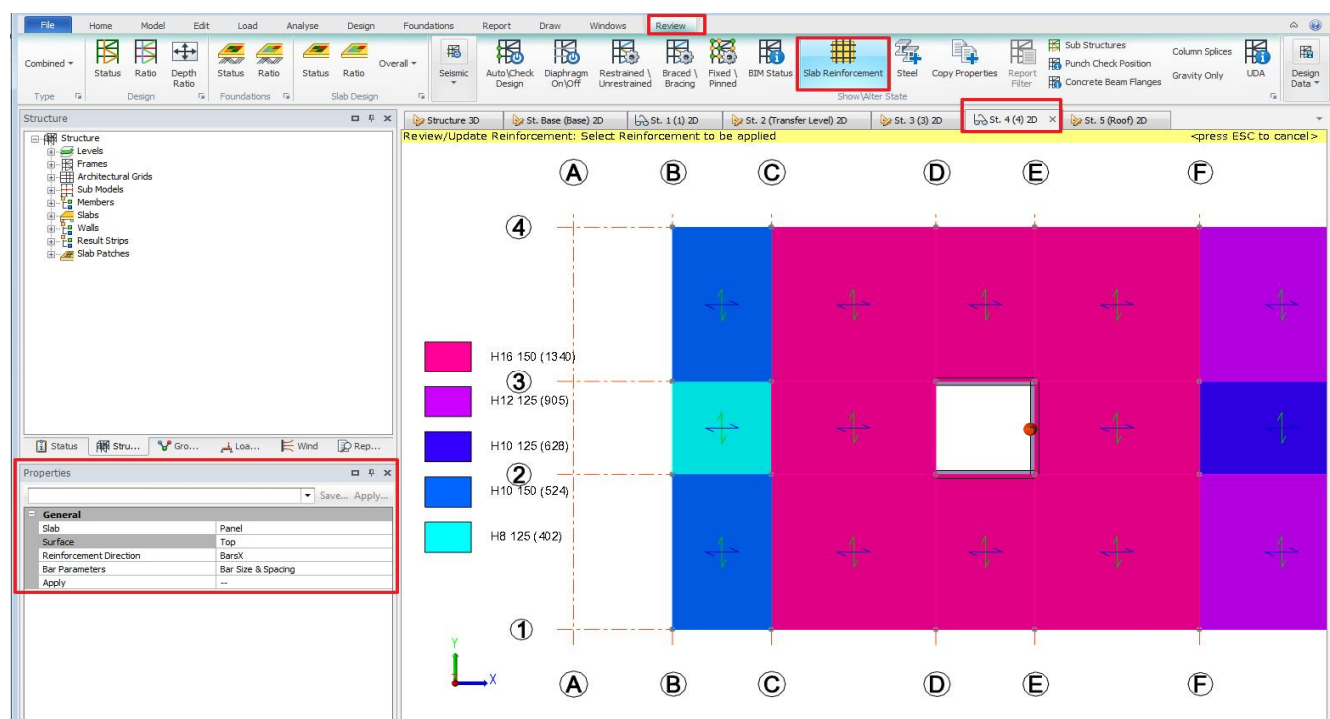 File Home Model Edit Load Analyse Design Foundations Report Draw Windows Review
Combined
Status Ratio Depth Ratio
Status Ratio
Status Ratio Overall
Seismic
Auto\Check Design
Diaphragm On\Off
Restrained \ Unrestrained
Braced \ Bracing
Fixed \ Pinned
BIM Status
Slab Reinforcement
Steel
Copy Properties
Report Filter
Sub Structures
Punch Check Position
Concrete Beam Flanges
Column Splices
Gravity Only
UDA
Design Data
Type Design Foundations Slab Design Show\Alter State
Structure
Structure
Levels
Frames
Architectural Grids
Sub Models
Members
Slabs
Walls
Result Strips
Slab Patches
Status Stru... Gro... Loa... Wind Rep...
Properties
Save... Apply...
General
Slab Panel
Surface Top
Reinforcement Direction BarsX
Bar Parameters Bar Size & Spacing
Apply --
Structure 3D St. Base (Base) 2D St. 1 (1) 2D St. 2 (Transfer Level) 2D St. 3 (3) 2D St. 4 (4) 2D St. 5 (Roof) 2D
Review/Update Reinforcement: Select Reinforcement to be applied <press ESC to cancel>
A B C D E F
4
H16 150 (1340)
3
H12 125 (905)
H10 125 (628)
2
H10 150 (524)
H8 125 (402)
1
Y
X
A B C D E F